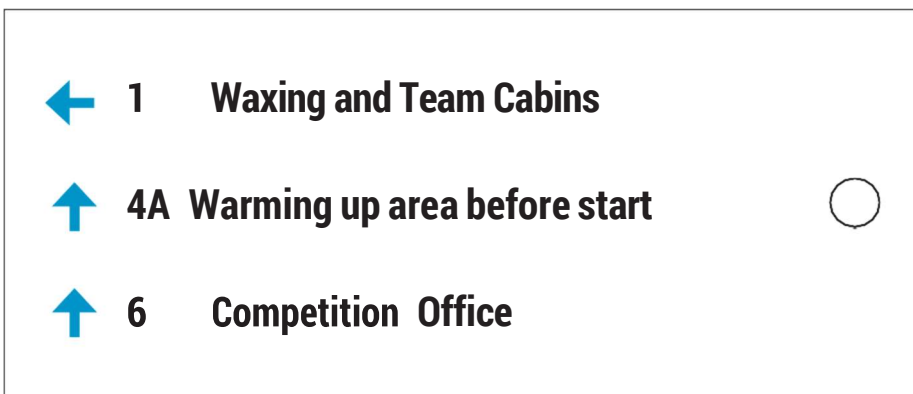 1 Waxing and Team Cabins
4A Warming up area before start
6 Competition Office